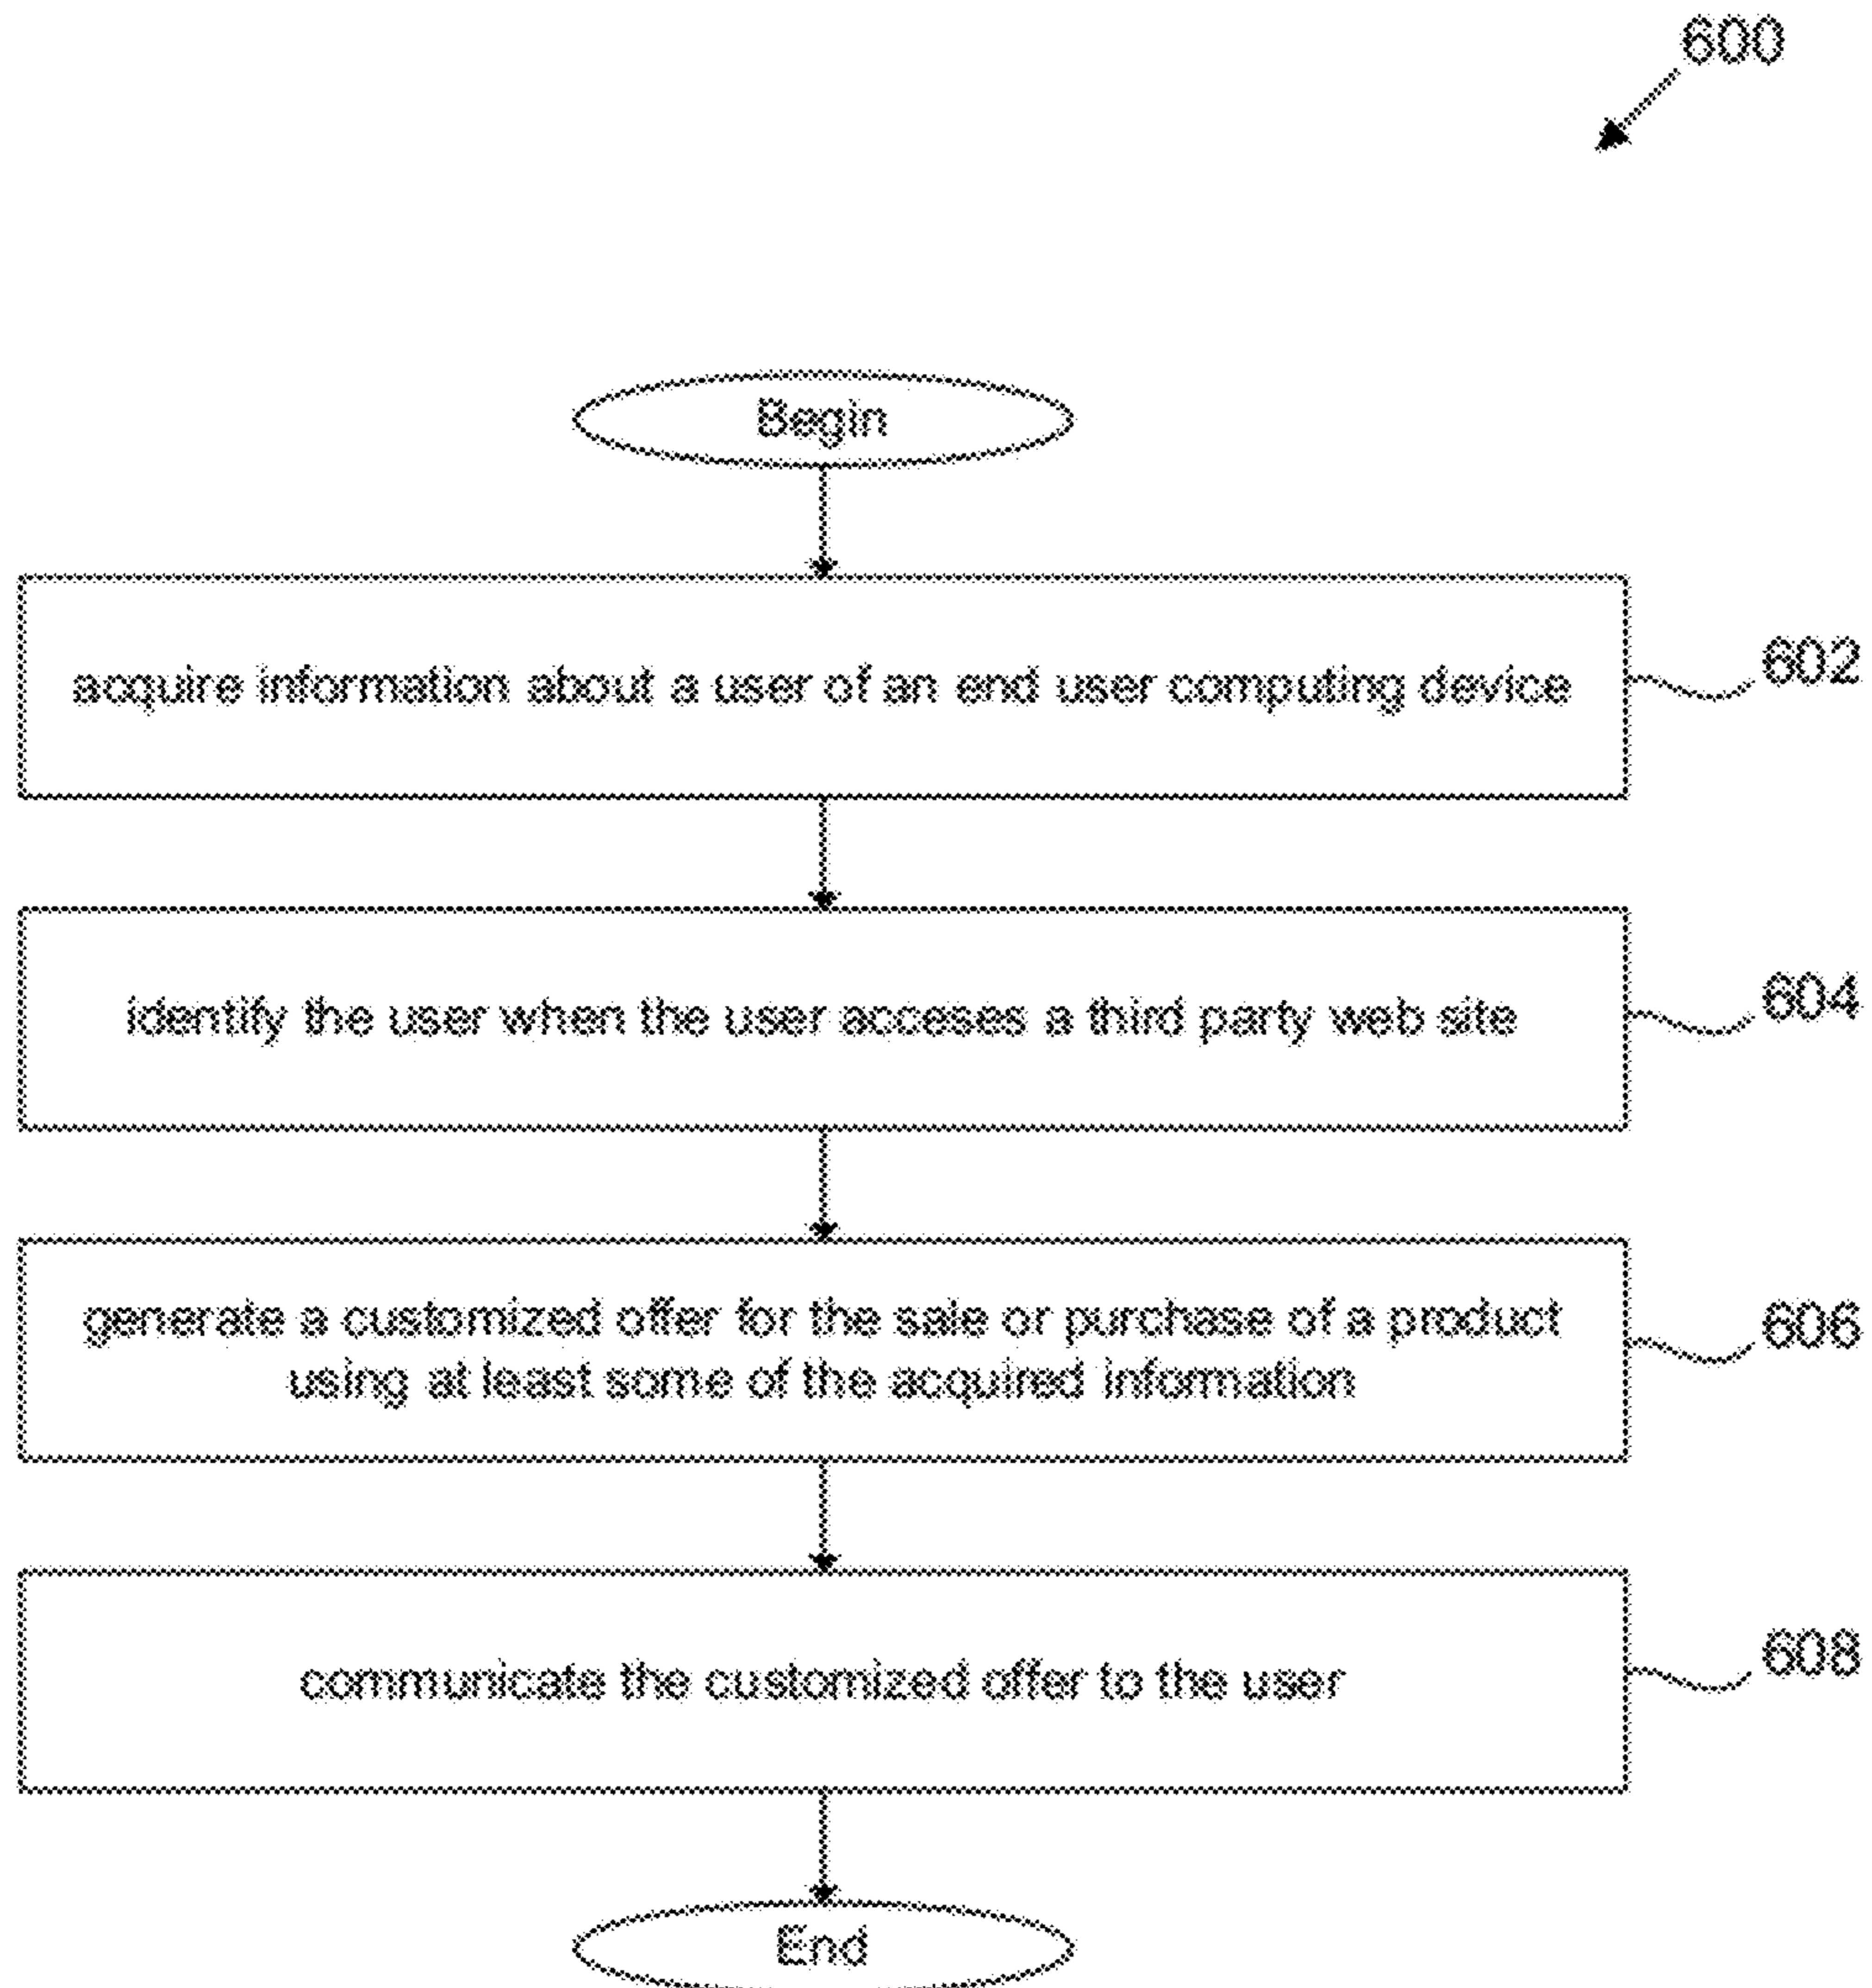 600
Begin
acquire information about a user of an end user computing device
602
identify the user when the user acceses a third party web site
604
generate a customized offer for the sale or purchase of a product
using at least some of the acquired information
606
communicate the customized offer to the user
608
End